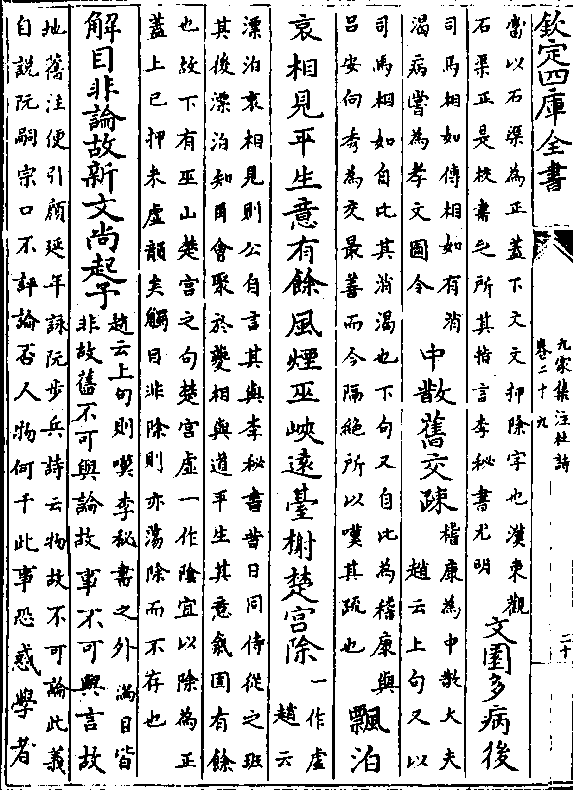 欽定四庫全書
九家集注杜詩
卷二十九
二十
當以石渠為正蓋下文又押除字也漢東觀
石渠正是校書之所其指言李秘書尤明
文園多病後
司馬相如傳相如有消
渴病嘗為孝文園令
中散舊交疎
嵇康為中散大夫
趙云上句又以
司馬相如自比其消渴也下句又自比為嵇康與
吕安向秀為交最善而今隔絶所以嘆其疏也
飄泊
哀相見平生意有餘風煙巫峽遠臺榭楚宫除
一作虚
趙云
漂泊哀相見則公自言其與李秘書昔日同侍從之班
其後漂泊知再會聚於夔相與道平生其意氣固有餘
也故下有巫山楚宫之句楚宫虚一作除宜以除為正
蓋上已押未虚韻矣觸目非除則亦蕩除而不存也
解目非論故新文尚起予
趙云上句則嘆李秘書之外滿目皆
非故舊不可與論故事不可與言故
地舊注便引顔延年詠阮步兵詩云物故不可論此義
自説阮嗣宗口不評論否人物何干此事恐惑學者